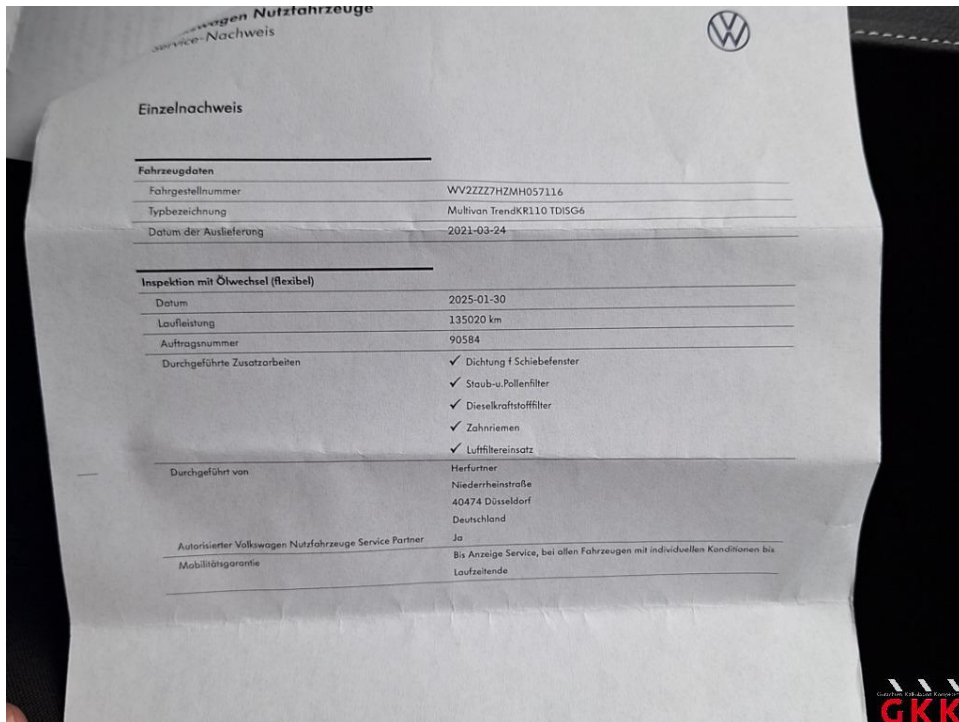 wagen Nutzfahrzeuge
Service-Nachweis
Einzelnachweis
Fahrzeugdaten
Fahrgestellnummer WV2ZZZ7HZMH057116
Typbezeichnung Multivan TrendKR110 TDISG6
Datum der Auslieferung 2021-03-24
Inspektion mit Ölwechsel (flexibel)
Datum 2025-01-30
Laufleistung 135020 km
Auftragsnummer 90584
Durchgeführte Zusatzarbeiten ✓ Dichtung f Schiebefenster
✓ Staub-u.Pollenfilter
✓ Dieselkraftstofffilter
✓ Zahnriemen
✓ Luftfiltereinsatz
Durchgeführt von Herfurtner
Niederrheinstraße
40474 Düsseldorf
Deutschland
Autorisierter Volkswagen Nutzfahrzeuge Service Partner Ja
Mobilitätsgarantie Bis Anzeige Service, bei allen Fahrzeugen mit individuellen Konditionen bis
Laufzeitende
GKK